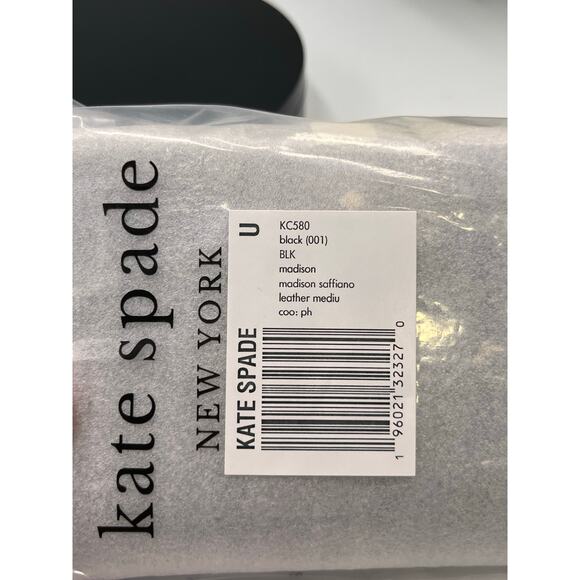 kate spade
NEW YORK
KATE SPADE U
KC580
black (001)
BLK
madison
madison saffiano
leather mediu
coo: ph
1 96021 32327 0